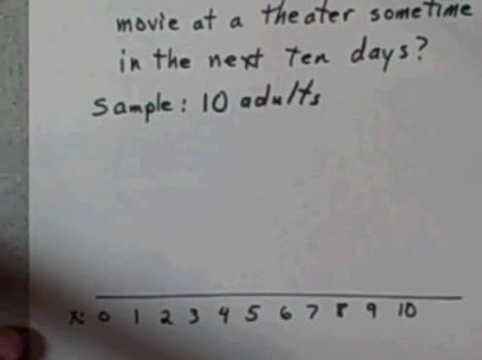 movie at a theater sometime
in the next ten days?
Sample: 10 adults
x: 0 1 2 3 4 5 6 7 8 9 10